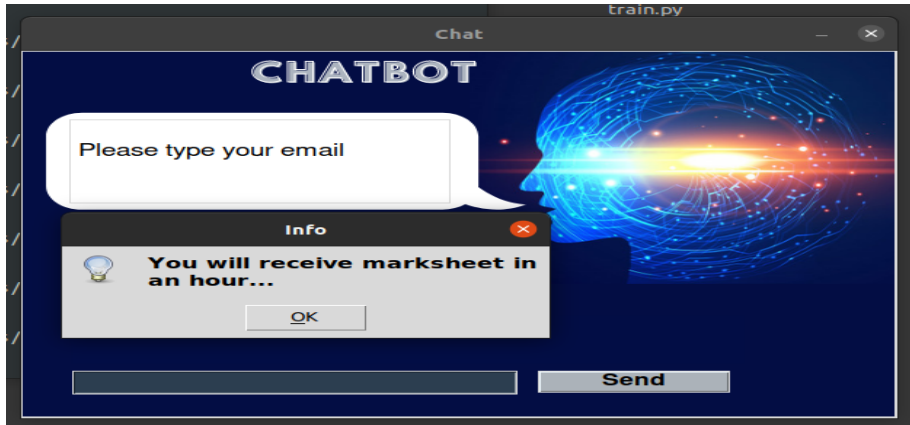 train.py
Chat
CHATBOT
Please type your email
Info
You will receive marksheet in
an hour...
OK
Send